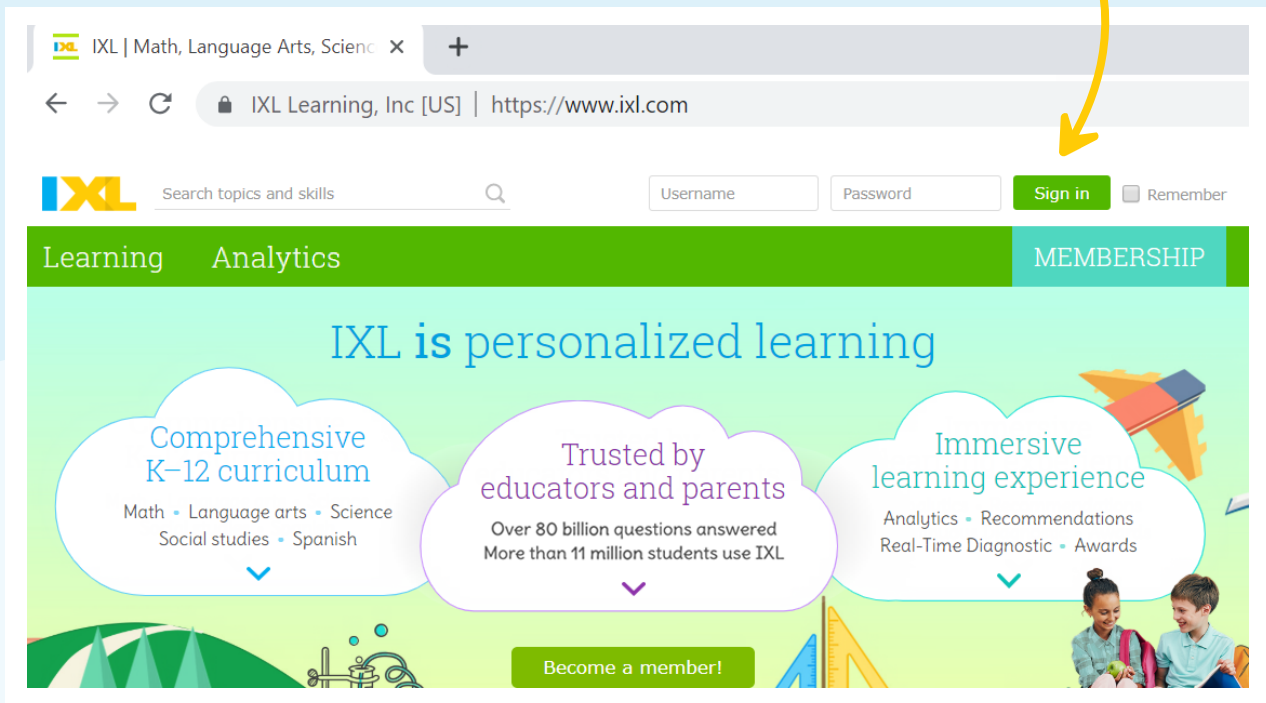 IXL | Math, Language Arts, Scienc
IXL Learning, Inc [US] | https://www.ixl.com
IXL Search topics and skills Username Password Sign in Remember
Learning Analytics MEMBERSHIP
IXL is personalized learning
Comprehensive
K–12 curriculum
Math • Language arts • Science
Social studies • Spanish
Trusted by
educators and parents
Over 80 billion questions answered
More than 11 million students use IXL
Immersive
learning experience
Analytics • Recommendations
Real-Time Diagnostic • Awards
Become a member!